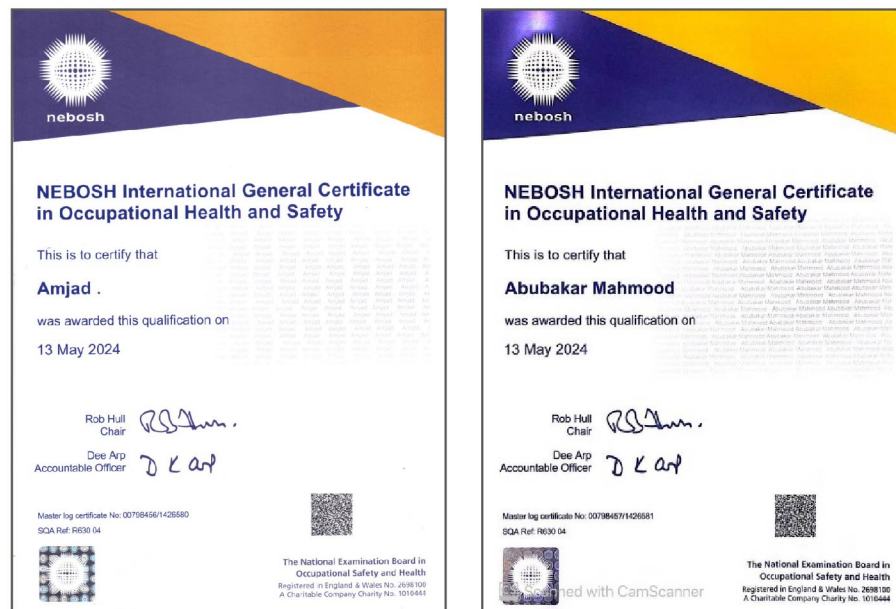 nebosh
NEBOSH International General Certificate
in Occupational Health and Safety
This is to certify that
Amjad .
was awarded this qualification on
13 May 2024
Rob Hull
Chair
Dee Arp
Accountable Officer
Master log certificate No: 00798456/1426580
SQA Ref: R630 04
The National Examination Board in
Occupational Safety and Health
Registered in England & Wales No. 2698100
A Charitable Company Charity No. 1010444
nebosh
NEBOSH International General Certificate
in Occupational Health and Safety
This is to certify that
Abubakar Mahmood
was awarded this qualification on
13 May 2024
Rob Hull
Chair
Dee Arp
Accountable Officer
D K Arp
Master log certificate No: 00798457/1426581
SQA Ref: R630 04
Scanned with CamScanner
The National Examination Board in
Occupational Safety and Health
Registered in England & Wales No. 2698100
A Charitable Company Charity No. 1010444